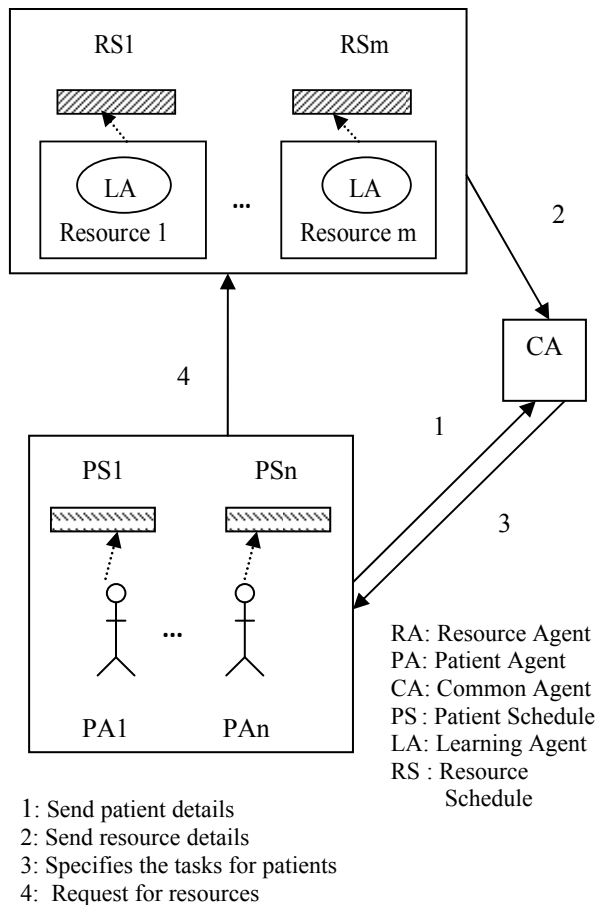 RS1 RSm
LA LA
...
Resource 1 Resource m
2
CA
4
1
PS1 PSn
3
...
PA1 PAn
RA: Resource Agent
PA: Patient Agent
CA: Common Agent
PS : Patient Schedule
LA: Learning Agent
RS : Resource
Schedule
1: Send patient details
2: Send resource details
3: Specifies the tasks for patients
4: Request for resources